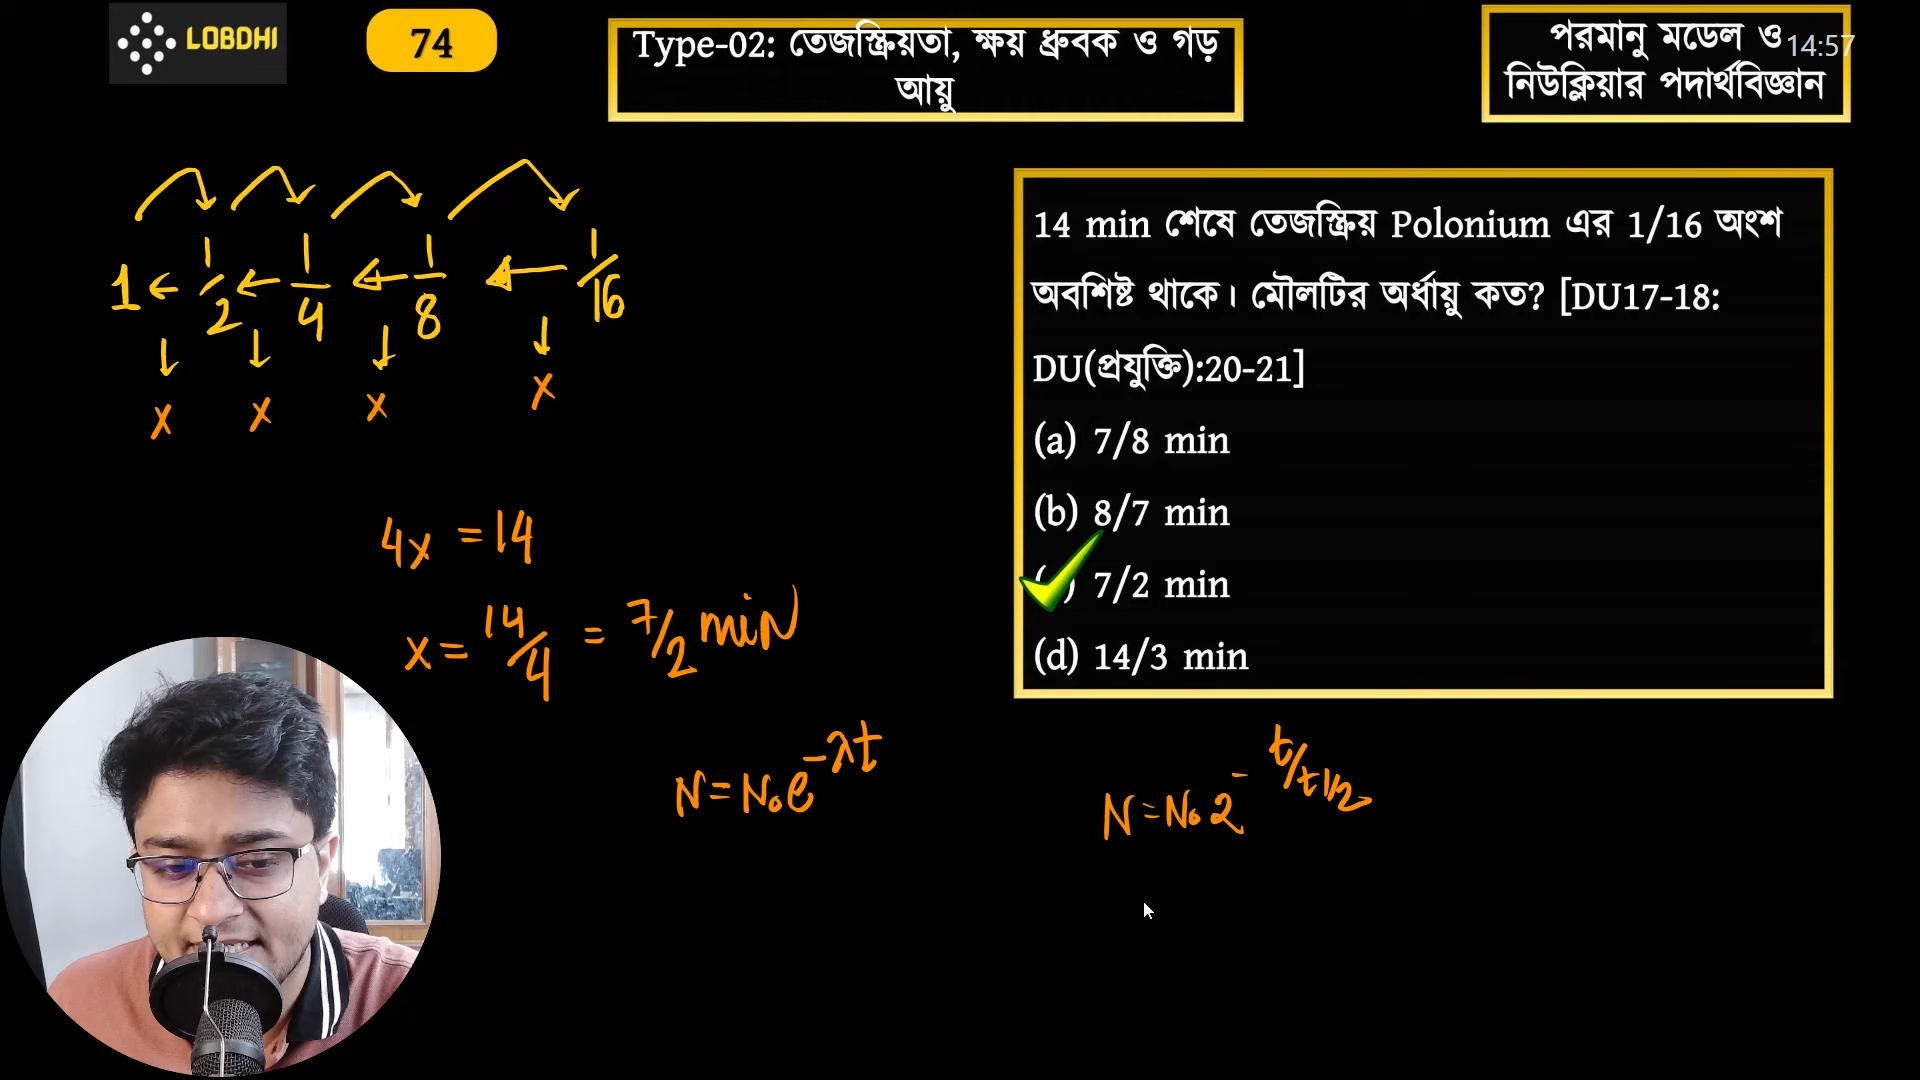 LOBDHI
74
Type-02: তেজস্ক্রিয়তা, ক্ষয় ধ্রুবক ও গড়
আয়ু
পরমানু মডেল ও
নিউক্লিয়ার পদার্থবিজ্ঞান
14:57
1 ← 1/2 ← 1/4 ← 1/8 ← 1/16
↓ ↓ ↓ ↓
x x x x
4x = 14
x = 14/4 = 7/2 min
N = N₀e^-λt
14 min শেষে তেজস্ক্রিয় Polonium এর 1/16 অংশ
অবশিষ্ট থাকে। মৌলটির অর্ধায়ু কত? [DU17-18:
DU(প্রযুক্তি):20-21]
(a) 7/8 min
(b) 8/7 min
) 7/2 min
(d) 14/3 min
N = N₀ 2^- t/t1/2